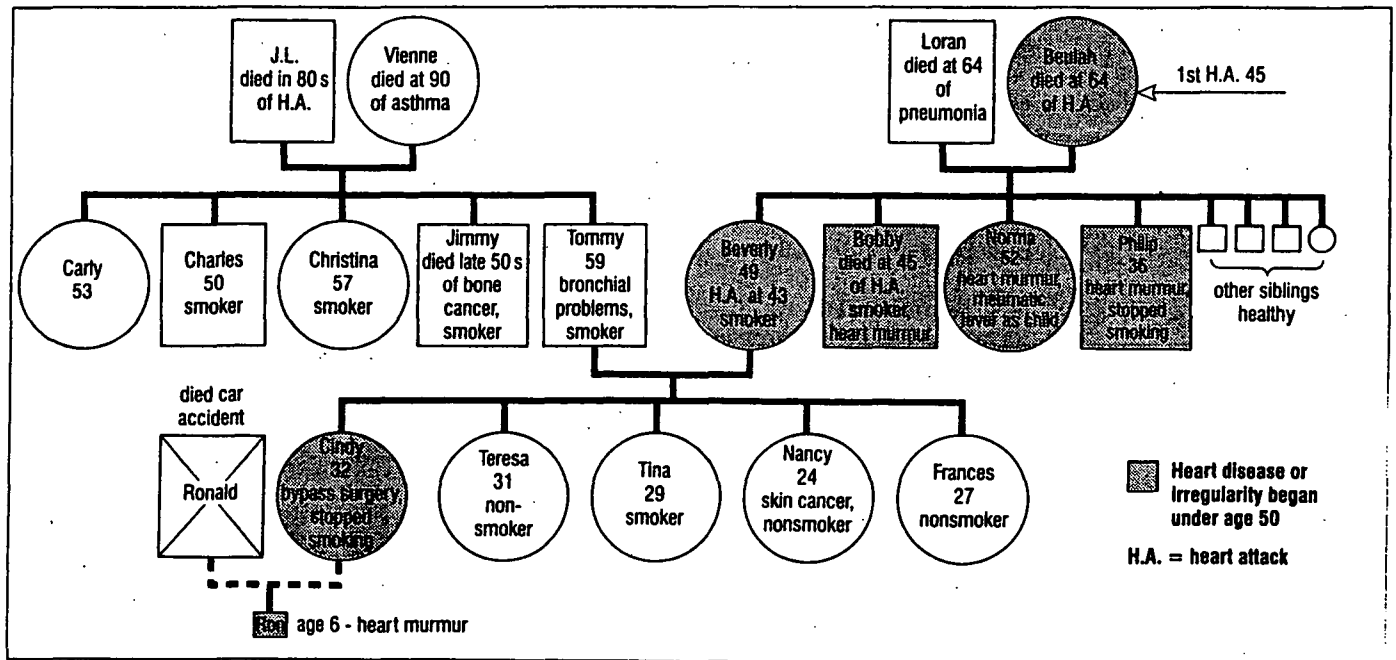 J.L.
died in 80s
of H.A.
Vienne
died at 90
of asthma
Loran
died at 64
of
pneumonia
Beulah
died at 64
of H.A.
1st H.A. 45
Carly
53
Charles
50
smoker
Christina
57
smoker
Jimmy
died late 50s
of bone
cancer,
smoker
Tommy
59
bronchial
problems,
smoker
Beverly
49
H.A. at 43
smoker
Bobby
died at 45
of H.A.
smoker,
heart murmur
Norma
52
heart murmur,
rheumatic
fever as child
Philip
36
heart murmur,
stopped
smoking
other siblings
healthy
died car
accident
Ronald
Cindy
32
bypass surgery,
stopped
smoking
Teresa
31
non-
smoker
Tina
29
smoker
Nancy
24
skin cancer,
nonsmoker
Frances
27
nonsmoker
Heart disease or
irregularity began
under age 50
H.A. = heart attack
Ron age 6 - heart murmur